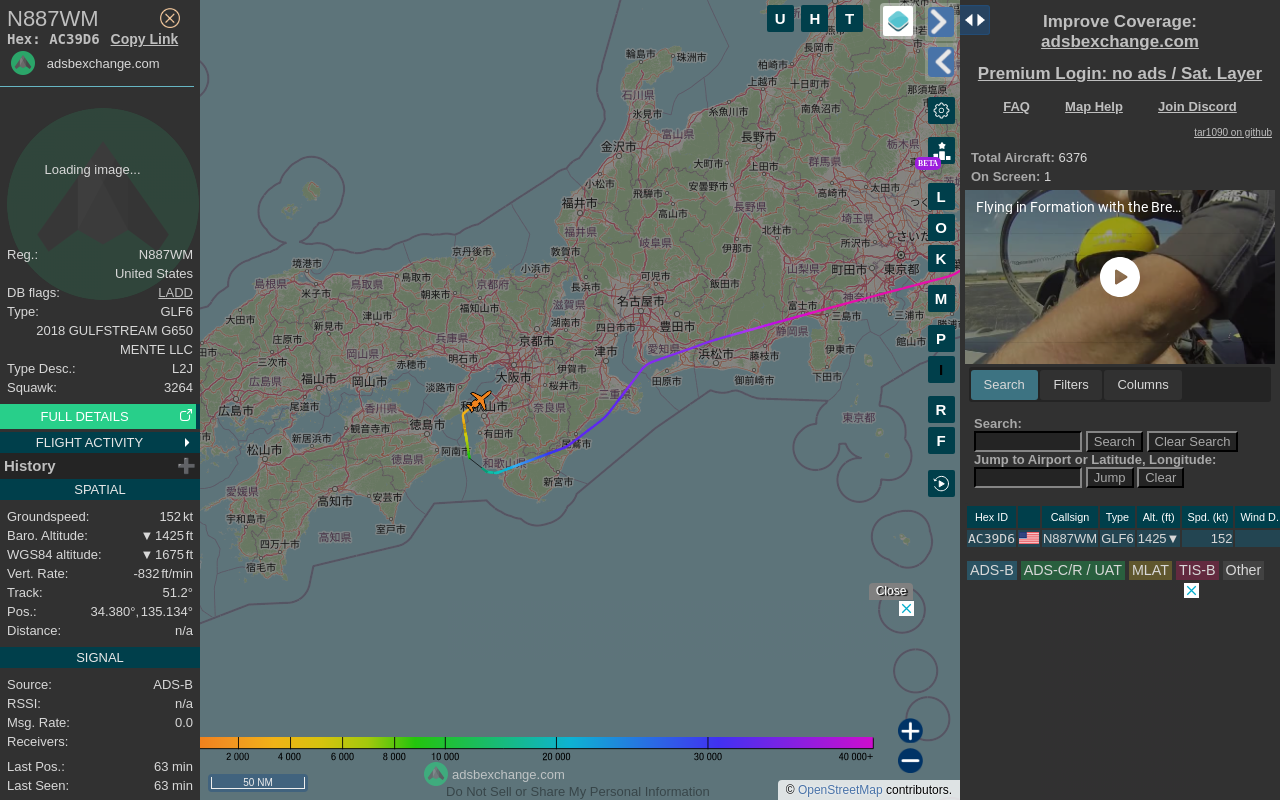 N887WM
Hex: AC39D6 Copy Link
adsbexchange.com
Loading image...
Reg.: N887WM
United States
DB flags: LADD
Type: GLF6
2018 GULFSTREAM G650
MENTE LLC
Type Desc.: L2J
Squawk: 3264
FULL DETAILS
FLIGHT ACTIVITY
History
SPATIAL
Groundspeed: 152 kt
Baro. Altitude: ▼ 1425 ft
WGS84 altitude: ▼ 1675 ft
Vert. Rate: -832 ft/min
Track: 51.2°
Pos.: 34.380°, 135.134°
Distance: n/a
SIGNAL
Source: ADS-B
RSSI: n/a
Msg. Rate: 0.0
Receivers:
Last Pos.: 63 min
Last Seen: 63 min
U H T
輪島市
珠洲市
長岡市
柏崎市
上越市
十日町市
石川県
氷見市
糸魚川市
南魚沼市
那須塩原
富山県
長野市
金沢市
栃木県
大町市
上田市
群馬県
小松市
飛騨市
安曇野市
高崎市
太田市
福井市
高山市
長野県
埼玉県
福井県
岐阜県
伊那市
北杜市
所沢市
京丹後市
敦賀市
小浜市
境港市
鳥取市
京都府
可児市
飯田市
山梨県
町田市
東京都
島根県
米子市
鳥取県
朝来市
長浜市
滋賀県
名古屋市
富士市
神奈川県
大田市
津山市
福知山市
湖南市
四日市市
豊田市
三島市
三浦市
新見市
静岡県
庄原市
兵庫県
京都市
津市
愛知県
浜松市
藤枝市
伊東市
館山市
三次市
岡山県
赤穂市
明石市
大阪市
伊賀市
広島県
福山市
岡山市
淡路市
桜井市
田原市
御前崎市
下田市
三重県
広島市
尾道市
香川県
奈良県
東京都
新居浜市
観音寺市
徳島市
有田市
尾鷲市
松山市
徳島県
阿南市
和歌山県
新宮市
愛媛県
高知市
安芸市
宇和島市
室戸市
高知県
四万十市
宿毛市
BETA
L
O
K
M
P
I
R
F
Close
2 000 4 000 6 000 8 000 10 000 20 000 30 000 40 000+
50 NM
adsbexchange.com
Do Not Sell or Share My Personal Information
© OpenStreetMap contributors.
Improve Coverage:
adsbexchange.com
Premium Login: no ads / Sat. Layer
FAQ Map Help Join Discord
tar1090 on github
Total Aircraft: 6376
On Screen: 1
Flying in Formation with the Bre...
Search Filters Columns
Search:
Search Clear Search
Jump to Airport or Latitude, Longitude:
Jump Clear
Hex ID Callsign Type Alt. (ft) Spd. (kt) Wind D.
AC39D6 N887WM GLF6 1425▼ 152
ADS-B ADS-C/R / UAT MLAT TIS-B Other